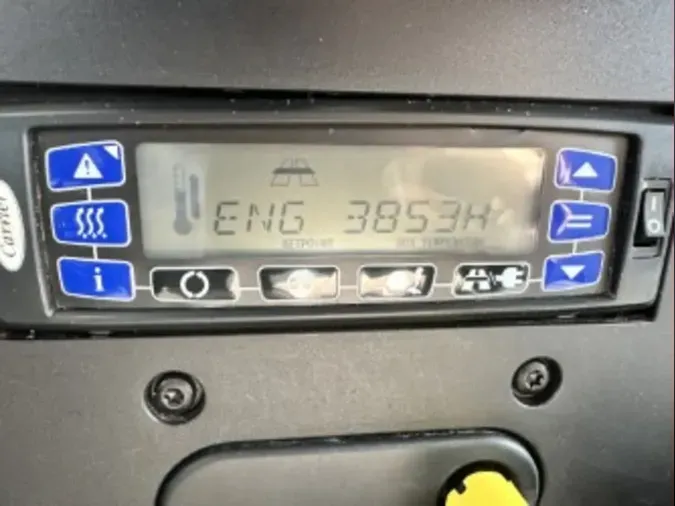 Carrier
ENG 3853H
SETPOINT BOX TEMPERATURE
i
I
O